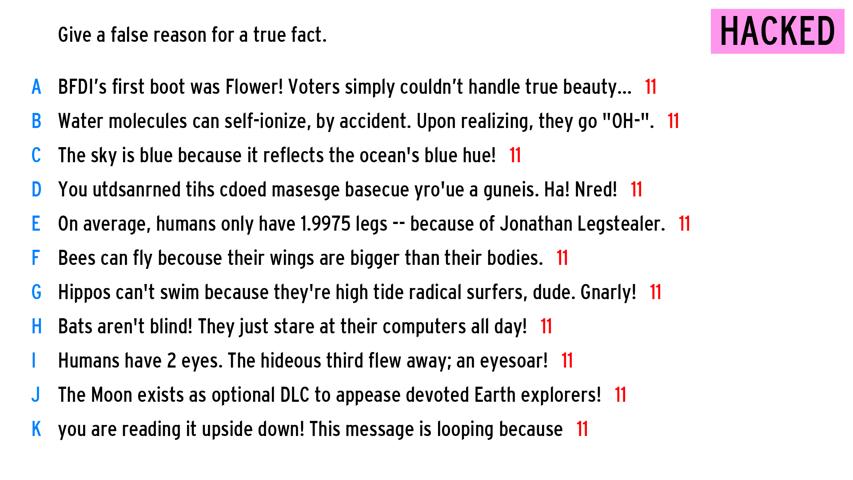 Give a false reason for a true fact.
HACKED
A BFDI's first boot was Flower! Voters simply couldn't handle true beauty... 11
B Water molecules can self-ionize, by accident. Upon realizing, they go "OH-". 11
C The sky is blue because it reflects the ocean's blue hue! 11
D You utdsanrned tihs cdoed masesge basecue yro'ue a guneis. Ha! Nred! 11
E On average, humans only have 1.9975 legs -- because of Jonathan Legstealer. 11
F Bees can fly becouse their wings are bigger than their bodies. 11
G Hippos can't swim because they're high tide radical surfers, dude. Gnarly! 11
H Bats aren't blind! They just stare at their computers all day! 11
I Humans have 2 eyes. The hideous third flew away; an eyesoar! 11
J The Moon exists as optional DLC to appease devoted Earth explorers! 11
K you are reading it upside down! This message is looping because 11